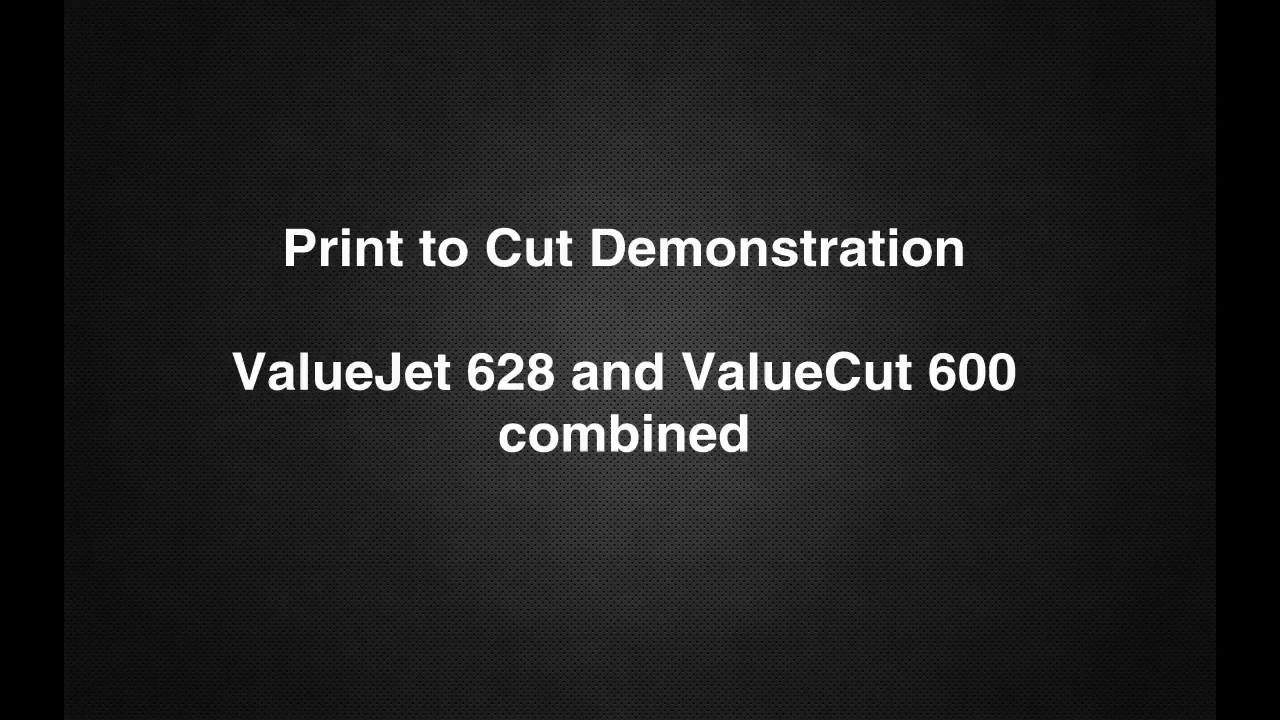 Print to Cut Demonstration
ValueJet 628 and ValueCut 600
combined